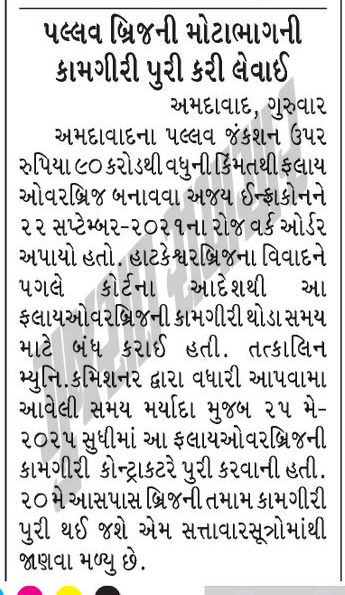 પલ્લવ બ્રિજની મોટાભાગની
કામગીરી પુરી કરી લેવાઈ
અમદાવાદ, ગુરુવાર
અમદાવાદના પલ્લવ જંકશન ઉપર
રુપિયા ૯૦ કરોડથી વધુની કિંમતથી ફલાય
ઓવરબ્રિજ બનાવવા અજય ઈન્ફ્રાકોનને
૨૨ સપ્ટેમ્બર-૨૦૨૧ના રોજ વર્ક ઓર્ડર
અપાયો હતો. હાટકેશ્વરબ્રિજના વિવાદને
પગલે કોર્ટના આદેશથી આ
ફલાયઓવરબ્રિજની કામગીરી થોડા સમય
માટે બંધ કરાઈ હતી. તત્કાલિન
મ્યુનિ.કમિશનર દ્વારા વધારી આપવામા
આવેલી સમય મર્યાદા મુજબ ૨૫ મે-
૨૦૨૫ સુધીમાં આ ફલાયઓવરબ્રિજની
કામગીરી કોન્ટ્રાકટરે પુરી કરવાની હતી.
૨૦ મે આસપાસ બ્રિજની તમામ કામગીરી
પુરી થઈ જશે એમ સત્તાવારસૂત્રોમાંથી
જાણવા મળ્યુ છે.